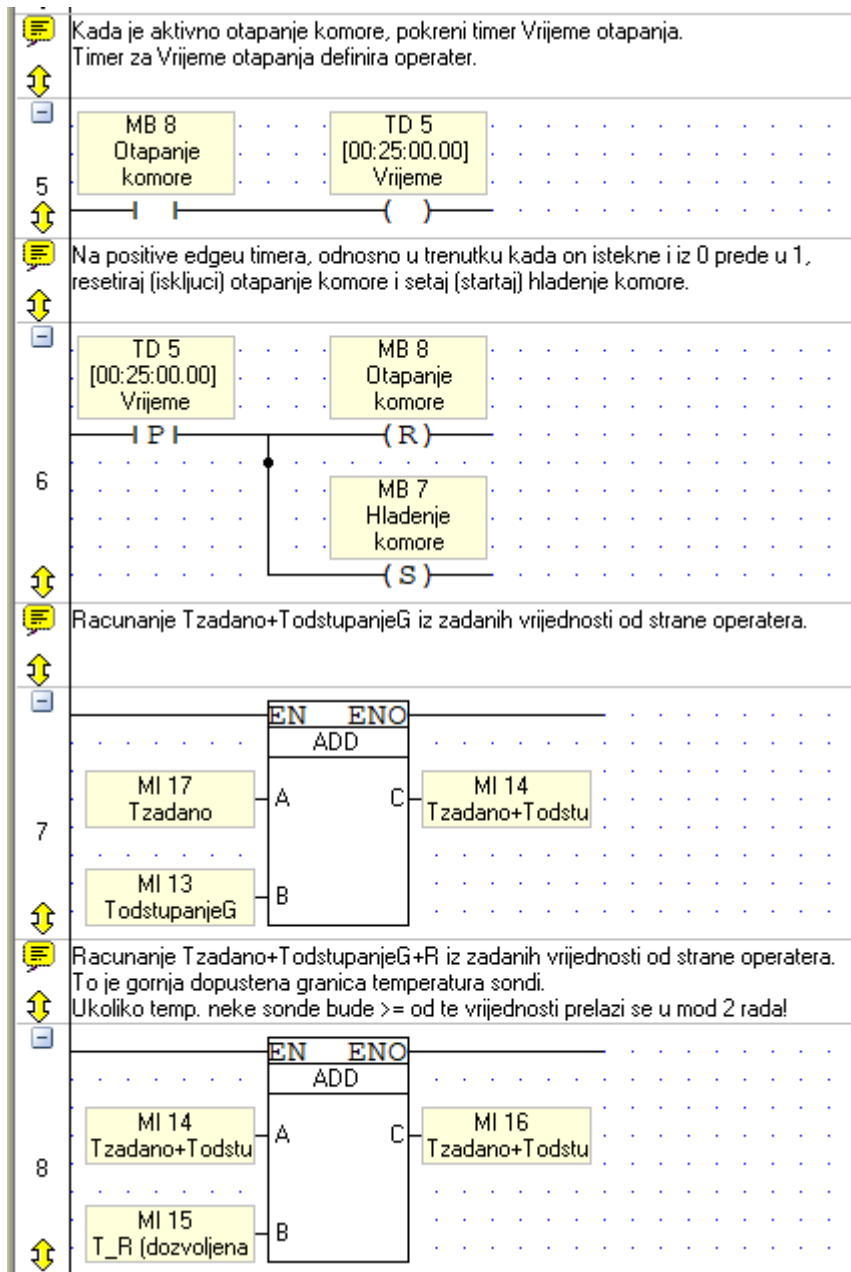 Kada je aktivno otapanje komore, pokreni timer Vrijeme otapanja.
Timer za Vrijeme otapanja definira operater.
5
MB 8
Otapanje
komore
TD 5
[00:25:00.00]
Vrijeme
Na positive edgeu timera, odnosno u trenutku kada on istekne i iz 0 prede u 1,
resetiraj (iskljuci) otapanje komore i setaj (startaj) hladenje komore.
6
TD 5
[00:25:00.00]
Vrijeme
P
MB 8
Otapanje
komore
(R)
MB 7
Hladenje
komore
(S)
Racunanje Tzadano+TodstupanjeG iz zadanih vrijednosti od strane operatera.
7
EN ENO
ADD
MI 17
Tzadano
A
C
MI 14
Tzadano+Todstu
MI 13
TodstupanjeG
B
Racunanje Tzadano+TodstupanjeG+R iz zadanih vrijednosti od strane operatera.
To je gornja dopustena granica temperatura sondi.
Ukoliko temp. neke sonde bude >= od te vrijednosti prelazi se u mod 2 rada!
8
EN ENO
ADD
MI 14
Tzadano+Todstu
A
C
MI 16
Tzadano+Todstu
MI 15
T_R (dozvoljena
B